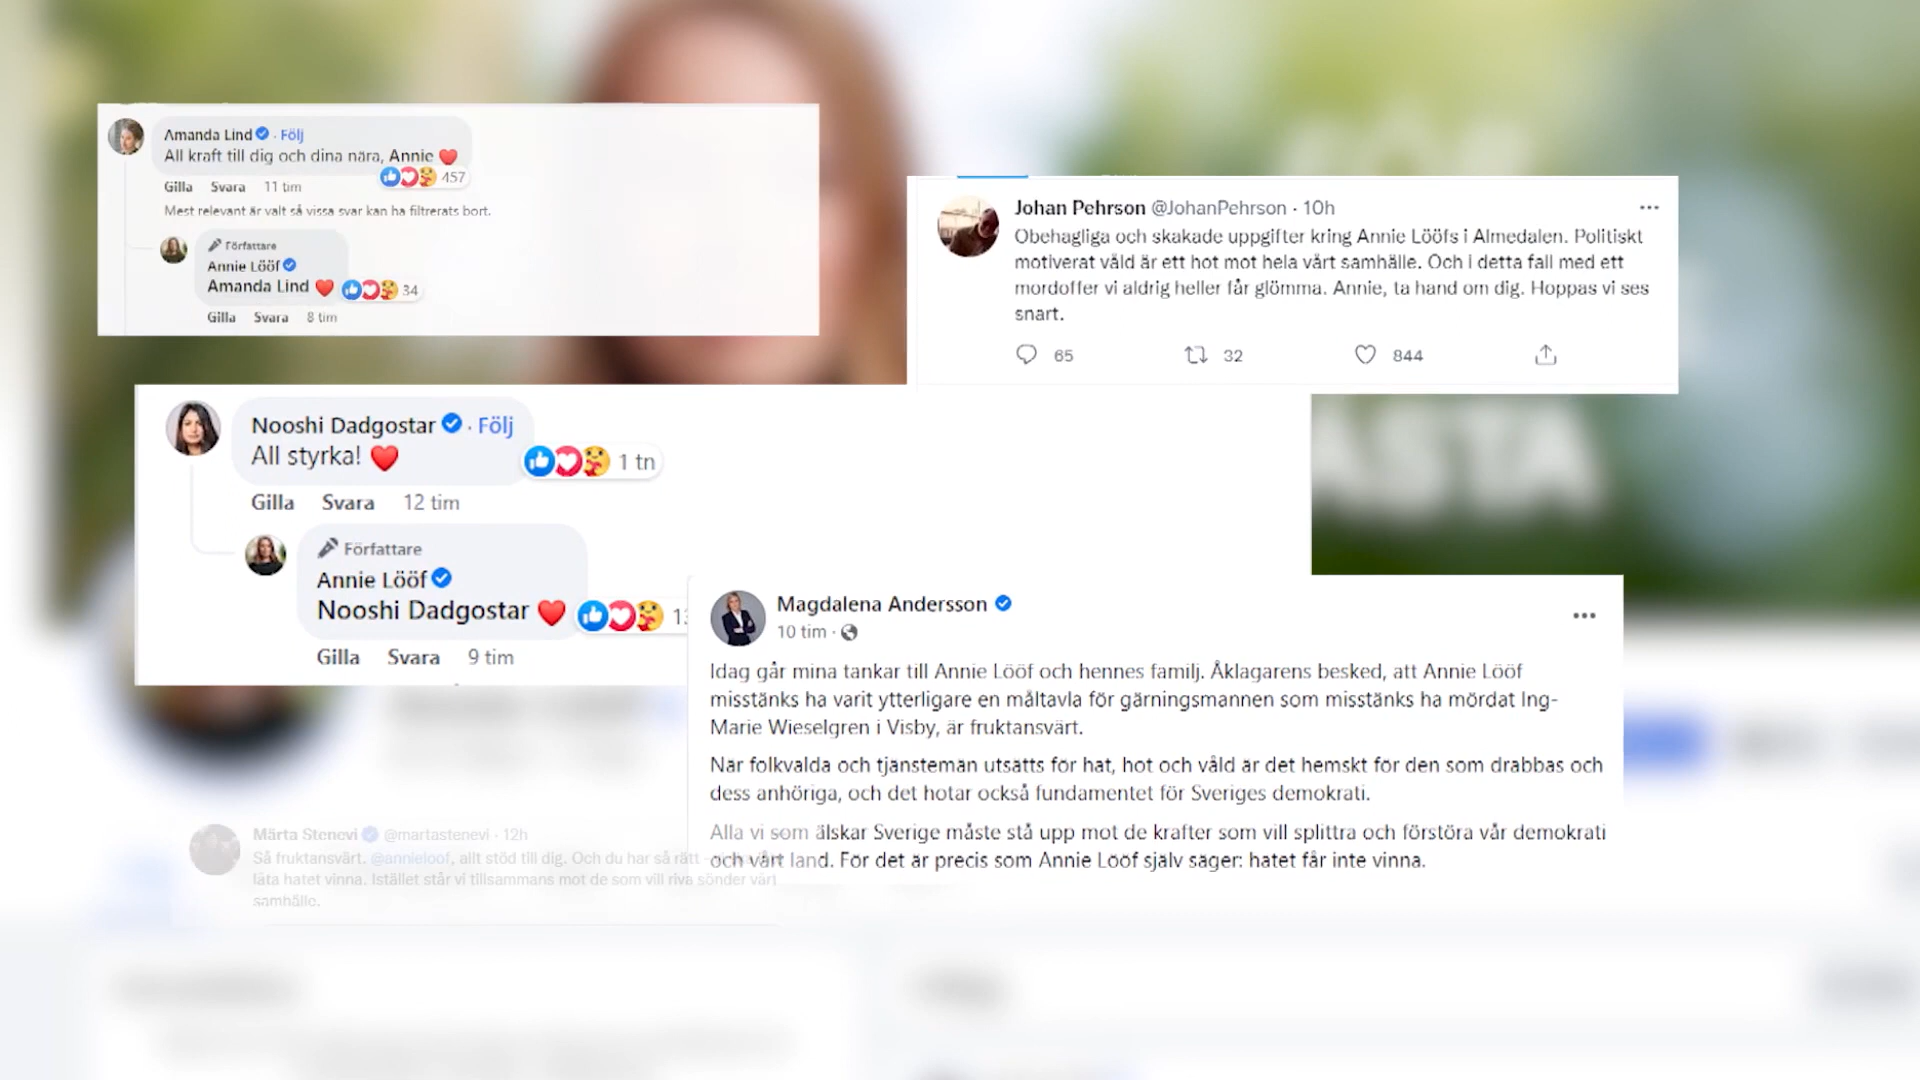 Amanda Lind · Följ
All kraft till dig och dina nära, Annie ❤️
457
Gilla Svara 11 tim
Mest relevant är valt så vissa svar kan ha filtrerats bort.
Författare
Annie Lööf
Amanda Lind ❤️ 34
Gilla Svara 8 tim
Johan Pehrson @JohanPehrson · 10h
Obehagliga och skakade uppgifter kring Annie Lööfs i Almedalen. Politiskt
motiverat våld är ett hot mot hela vårt samhälle. Och i detta fall med ett
mordoffer vi aldrig heller får glömma. Annie, ta hand om dig. Hoppas vi ses
snart.
65 32 844
Nooshi Dadgostar · Följ
All styrka! ❤️
1 tn
Gilla Svara 12 tim
Författare
Annie Lööf
Nooshi Dadgostar ❤️
Gilla Svara 9 tim
ASTA
Magdalena Andersson
10 tim ·
Idag går mina tankar till Annie Lööf och hennes familj. Åklagarens besked, att Annie Lööf
misstänks ha varit ytterligare en måltavla för gärningsmannen som misstänks ha mördat Ing-
Marie Wieselgren i Visby, är fruktansvärt.
När folkvalda och tjänstemän utsätts för hat, hot och våld är det hemskt för den som drabbas och
dess anhöriga, och det hotar också fundamentet för Sveriges demokrati.
Alla vi som älskar Sverige måste stå upp mot de krafter som vill splittra och förstöra vår demokrati
och vårt land. För det är precis som Annie Lööf själv säger: hatet får inte vinna.
Märta Stenevi @martastenevi · 12h
Så fruktansvärt. @annieloof, allt stöd till dig. Och du har så rätt -
låta hatet vinna. Istället står vi tillsammans mot de som vill riva sönder vårt
samhälle.